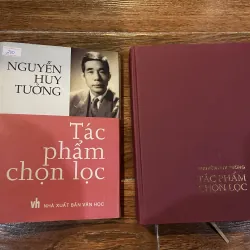 NGUYỄN
HUY
TƯỞNG
Tác
phẩm
chọn lọc
vh NHÀ XUẤT BẢN VĂN HỌC
NGUYỄN HUY TƯỞNG
TÁC PHẨM
CHỌN LỌC